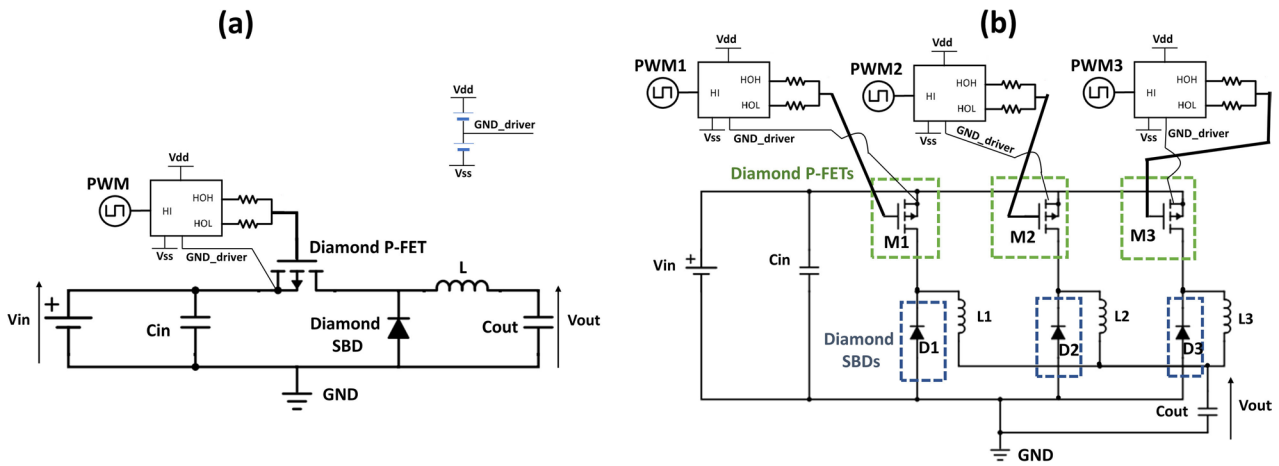 (a)
Vdd
PWM
HI
HOH
HOL
Vss
GND_driver
Vdd
GND_driver
Vss
Diamond P-FET
L
Vin
+
Cin
Diamond
SBD
Cout
Vout
GND
(b)
PWM1
Vdd
HI
HOH
HOL
Vss
GND_driver
PWM2
Vdd
HI
HOH
HOL
Vss
GND_driver
PWM3
Vdd
HI
HOH
HOL
Vss
GND_driver
Diamond P-FETs
M1
M2
M3
Vin
+
Cin
L1
L2
L3
Diamond
SBDs
D1
D2
D3
Cout
Vout
GND